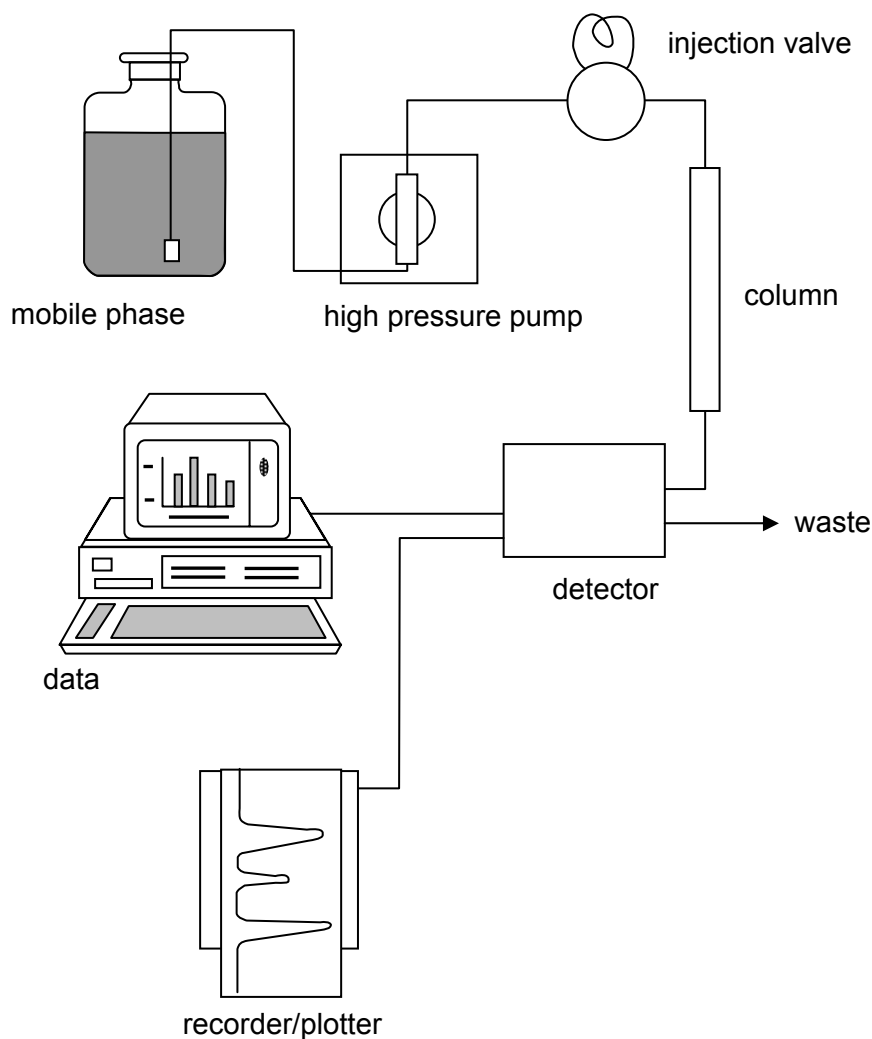 injection valve
mobile phase
high pressure pump
column
waste
detector
data
recorder/plotter